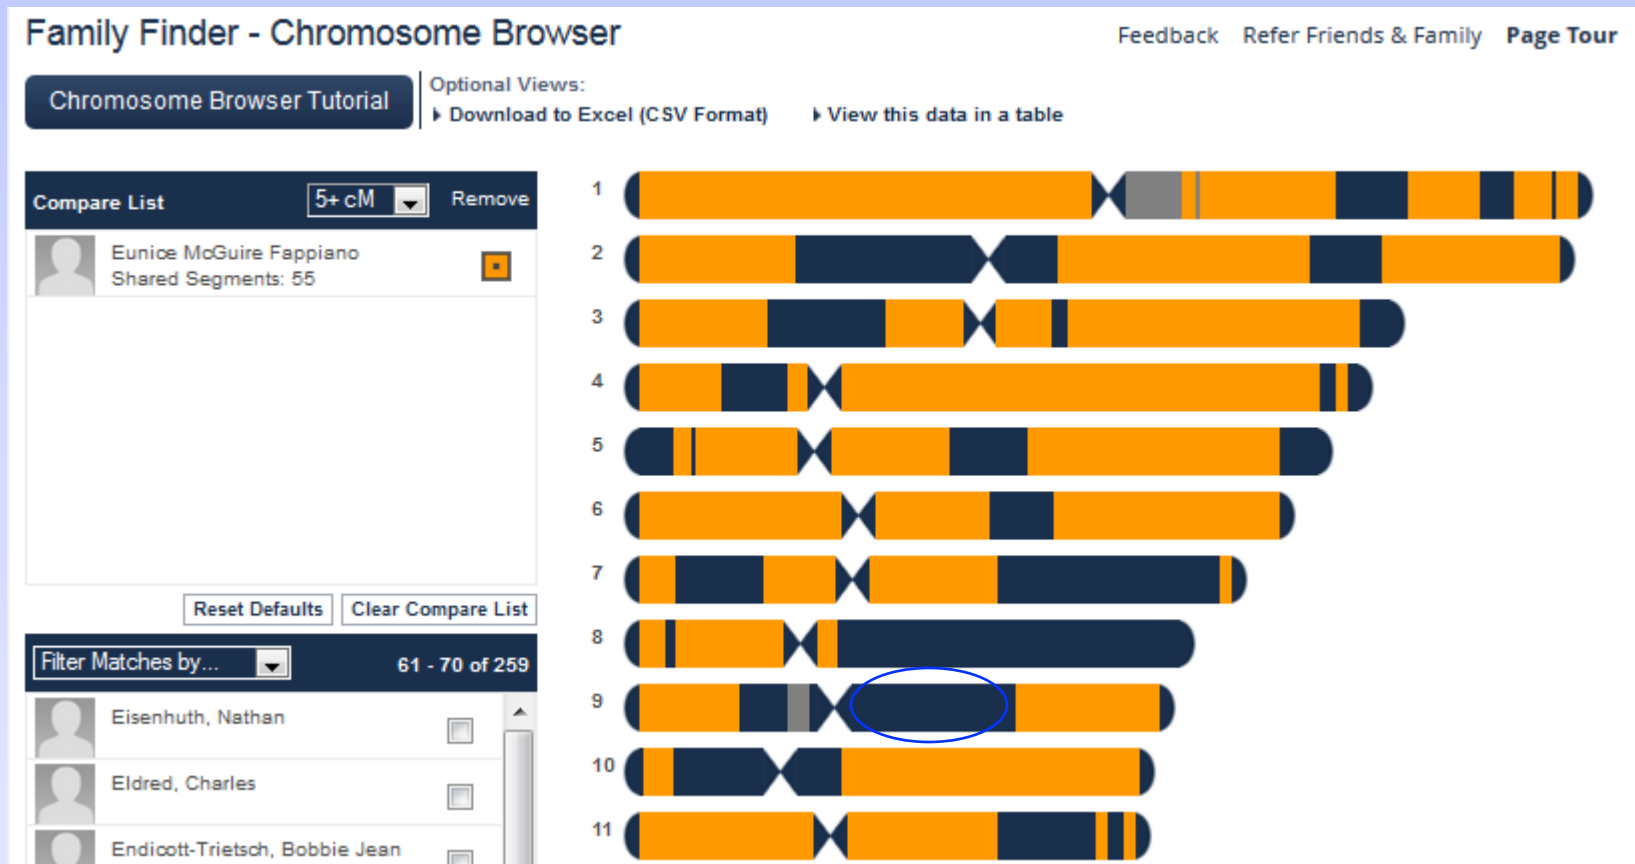 Family Finder - Chromosome Browser
Feedback Refer Friends & Family Page Tour
Chromosome Browser Tutorial
Optional Views:
Download to Excel (CSV Format) View this data in a table
Compare List 5+ cM Remove
Eunice McGuire Fappiano
Shared Segments: 55
Reset Defaults Clear Compare List
Filter Matches by... 61 - 70 of 259
Eisenhuth, Nathan
Eldred, Charles
Endicott-Trietsch, Bobbie Jean
1
2
3
4
5
6
7
8
9
10
11